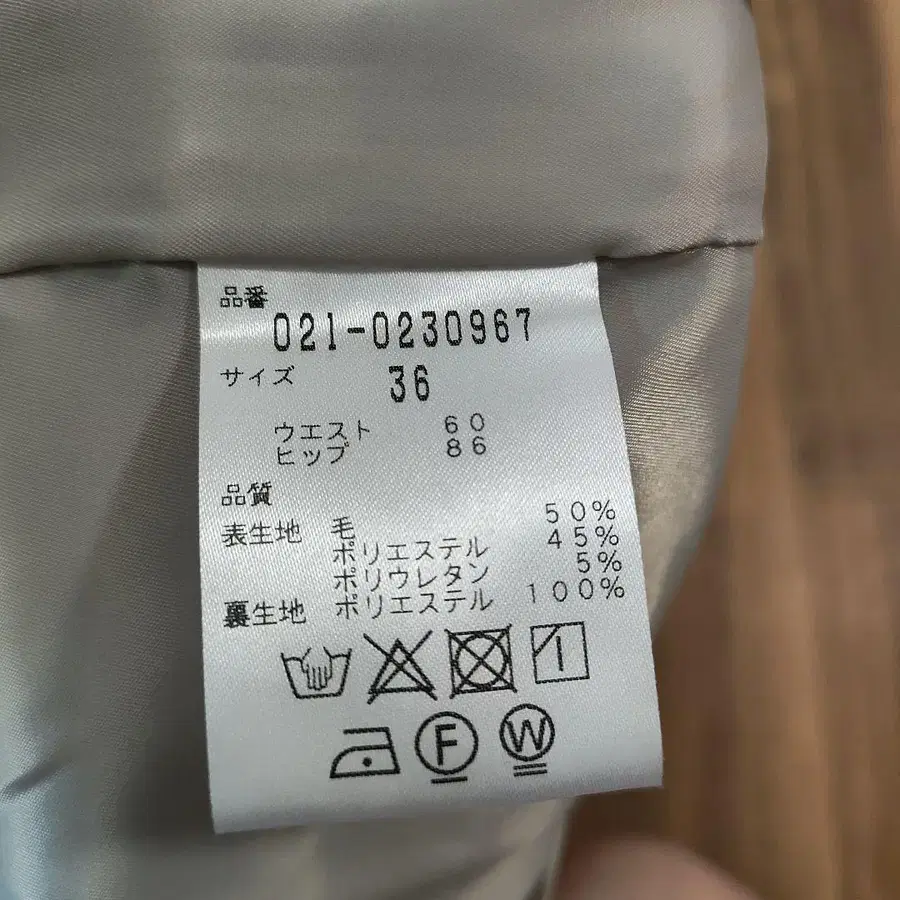 品番
021-0230967
サイズ 36
ウエスト 60
ヒップ 86
品質
表生地 毛 50%
ポリエステル 45%
ポリウレタン 5%
裏生地 ポリエステル 100%
F W